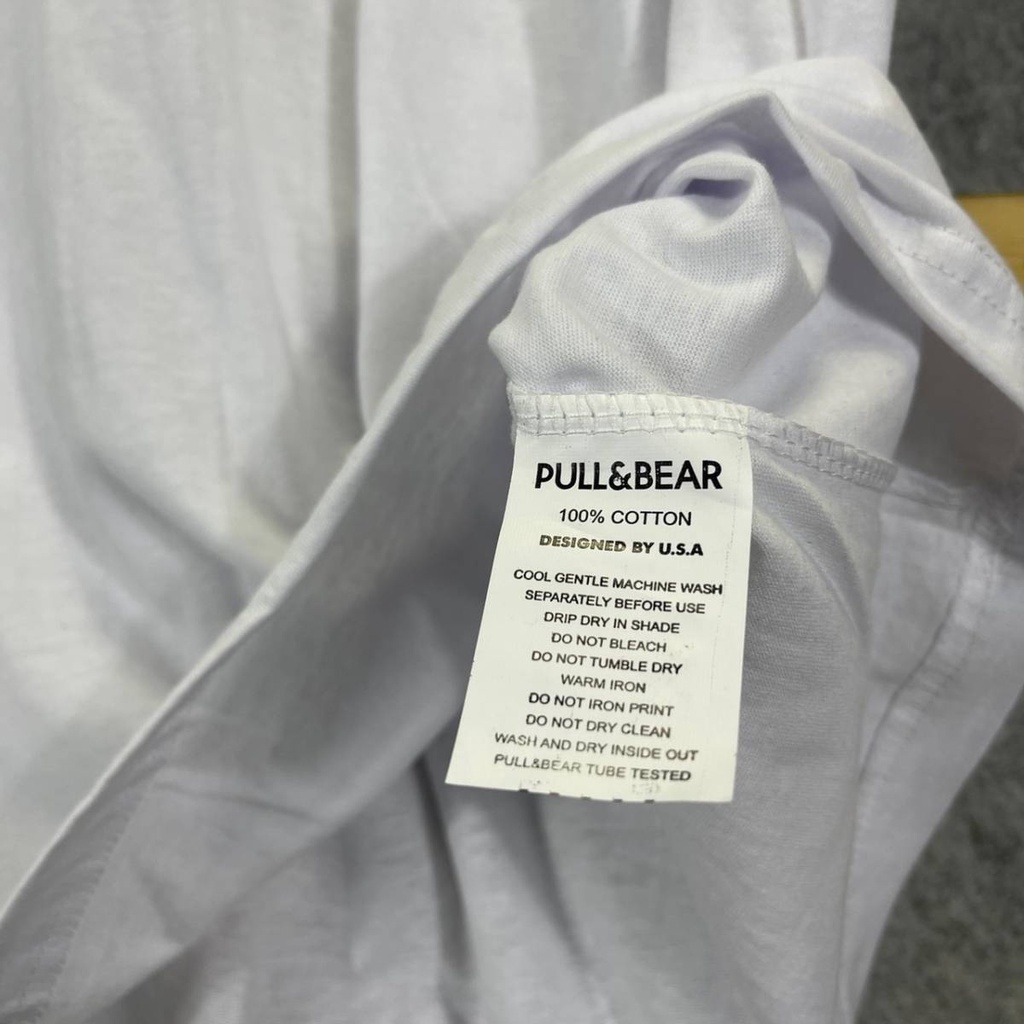 PULL&BEAR
100% COTTON
DESIGNED BY U.S.A
COOL GENTLE MACHINE WASH
SEPARATELY BEFORE USE
DRIP DRY IN SHADE
DO NOT BLEACH
DO NOT TUMBLE DRY
WARM IRON
DO NOT IRON PRINT
DO NOT DRY CLEAN
WASH AND DRY INSIDE OUT
PULL&BEAR TUBE TESTED